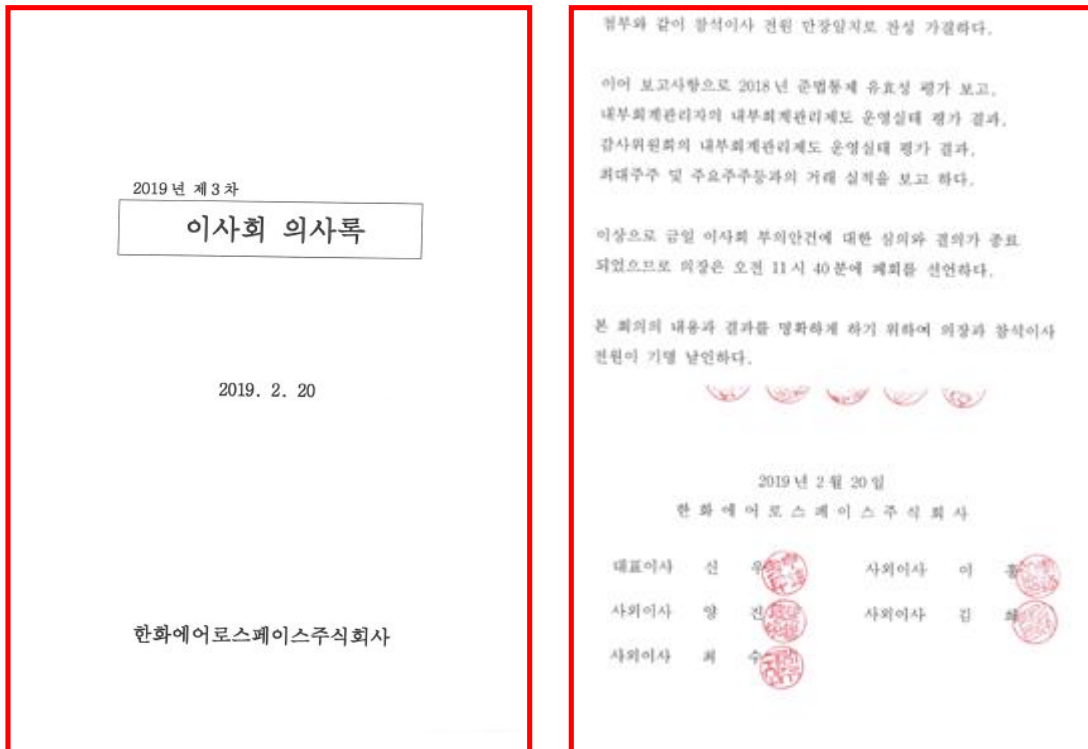 2019년 제3차
이사회 의사록
2019. 2. 20
한화에어로스페이스주식회사
첨부와 같이 참석이사 전원 만장일치로 찬성 가결하다.
이어 보고사항으로 2018년 준법통제 유효성 평가 보고,
내부회계관리자의 내부회계관리제도 운영실태 평가 결과,
감사위원회의 내부회계관리제도 운영실태 평가 결과,
최대주주 및 주요주주등과의 거래 실적을 보고 하다.
이상으로 금일 이사회 부의안건에 대한 심의와 결의가 종료
되었으므로 의장은 오전 11시 40분에 폐회를 선언하다.
본 회의의 내용과 결과를 명확하게 하기 위하여 의장과 참석이사
전원이 기명 날인하다.
2019년 2월 20일
한화에어로스페이스주식회사
대표이사 신 우 사외이사 이 홍
사외이사 양 진 사외이사 김
사외이사 최 수